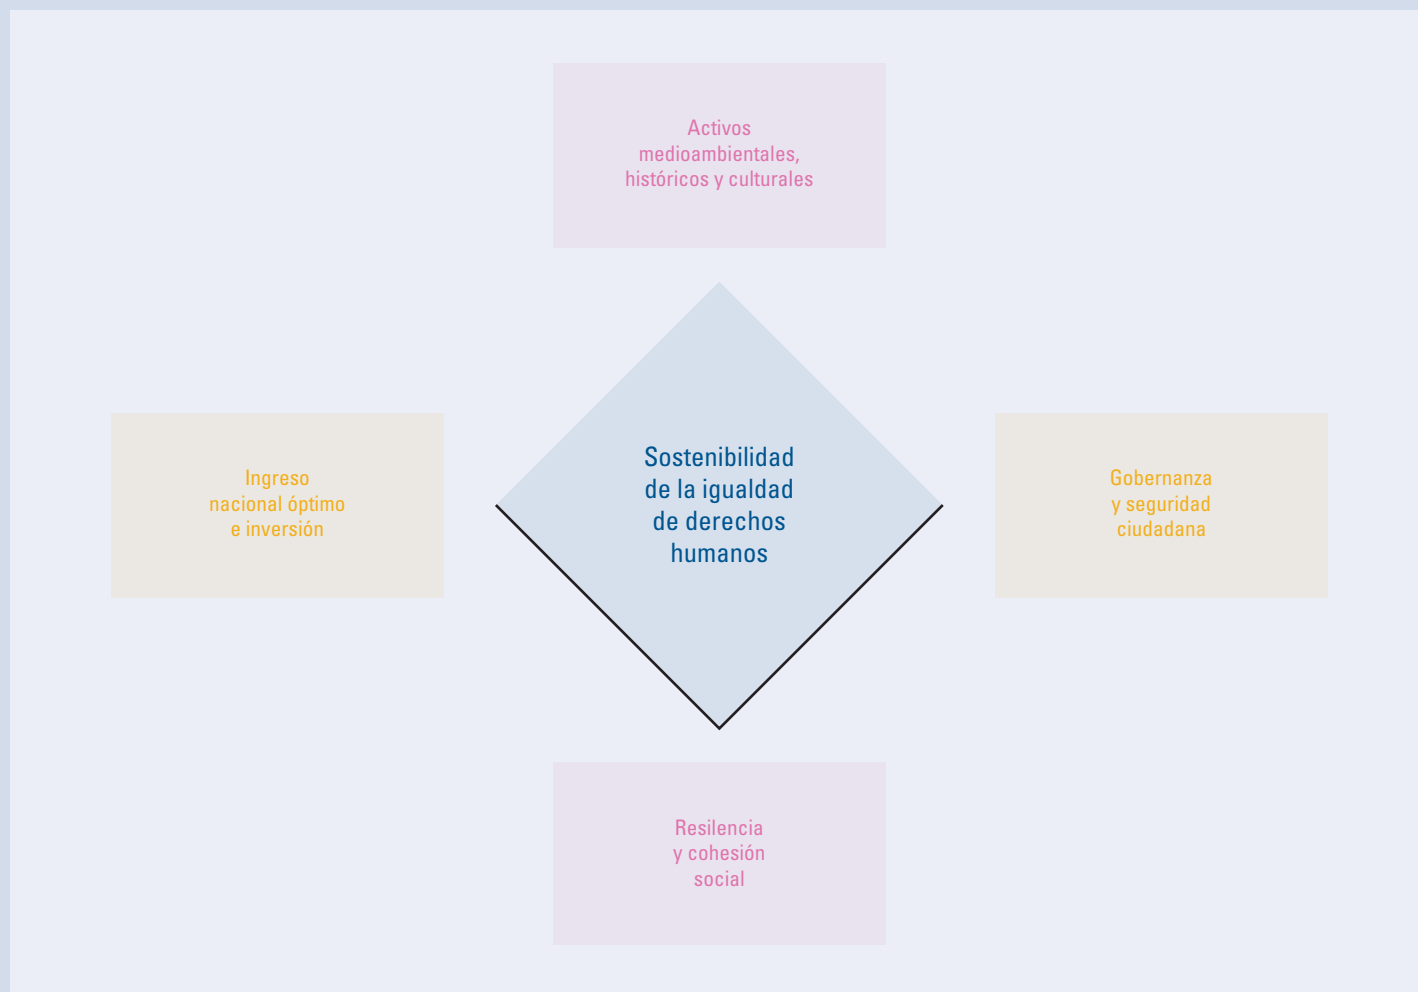 Activos
medioambientales,
históricos y culturales
Ingreso
nacional óptimo
e inversión
Sostenibilidad
de la igualdad
de derechos
humanos
Gobernanza
y seguridad
ciudadana
Resilencia
y cohesión
social